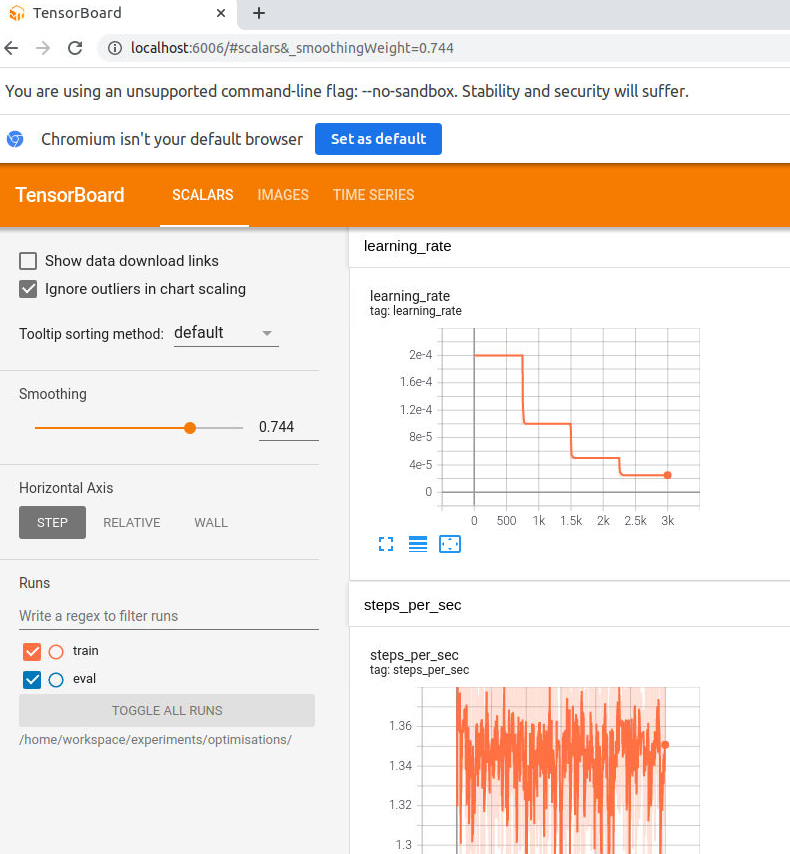 TensorBoard
localhost:6006/#scalars&_smoothingWeight=0.744
You are using an unsupported command-line flag: --no-sandbox. Stability and security will suffer.
Chromium isn't your default browser Set as default
TensorBoard SCALARS IMAGES TIME SERIES
Show data download links
Ignore outliers in chart scaling
Tooltip sorting method: default
Smoothing
0.744
Horizontal Axis
STEP RELATIVE WALL
Runs
Write a regex to filter runs
train
eval
TOGGLE ALL RUNS
/home/workspace/experiments/optimisations/
learning_rate
learning_rate
tag: learning_rate
2e-4
1.6e-4
1.2e-4
8e-5
4e-5
0
0 500 1k 1.5k 2k 2.5k 3k
steps_per_sec
steps_per_sec
tag: steps_per_sec
1.36
1.34
1.32
1.3